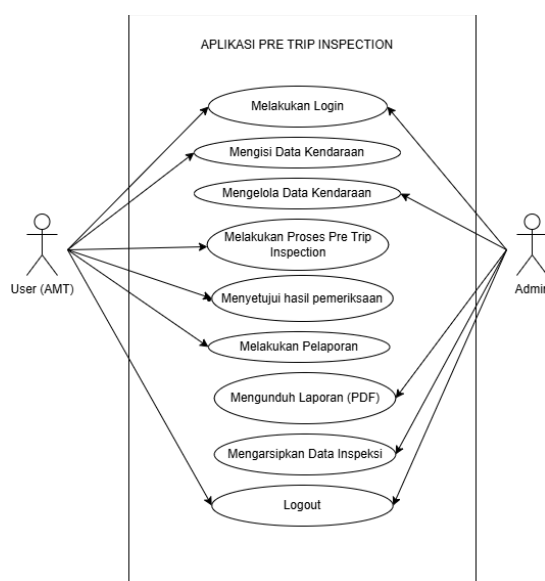 APLIKASI PRE TRIP INSPECTION
Melakukan Login
Mengisi Data Kendaraan
Mengelola Data Kendaraan
Melakukan Proses Pre Trip
Inspection
User (AMT)
Admin
Menyetujui hasil pemeriksaan
Melakukan Pelaporan
Mengunduh Laporan (PDF)
Mengarsipkan Data Inspeksi
Logout